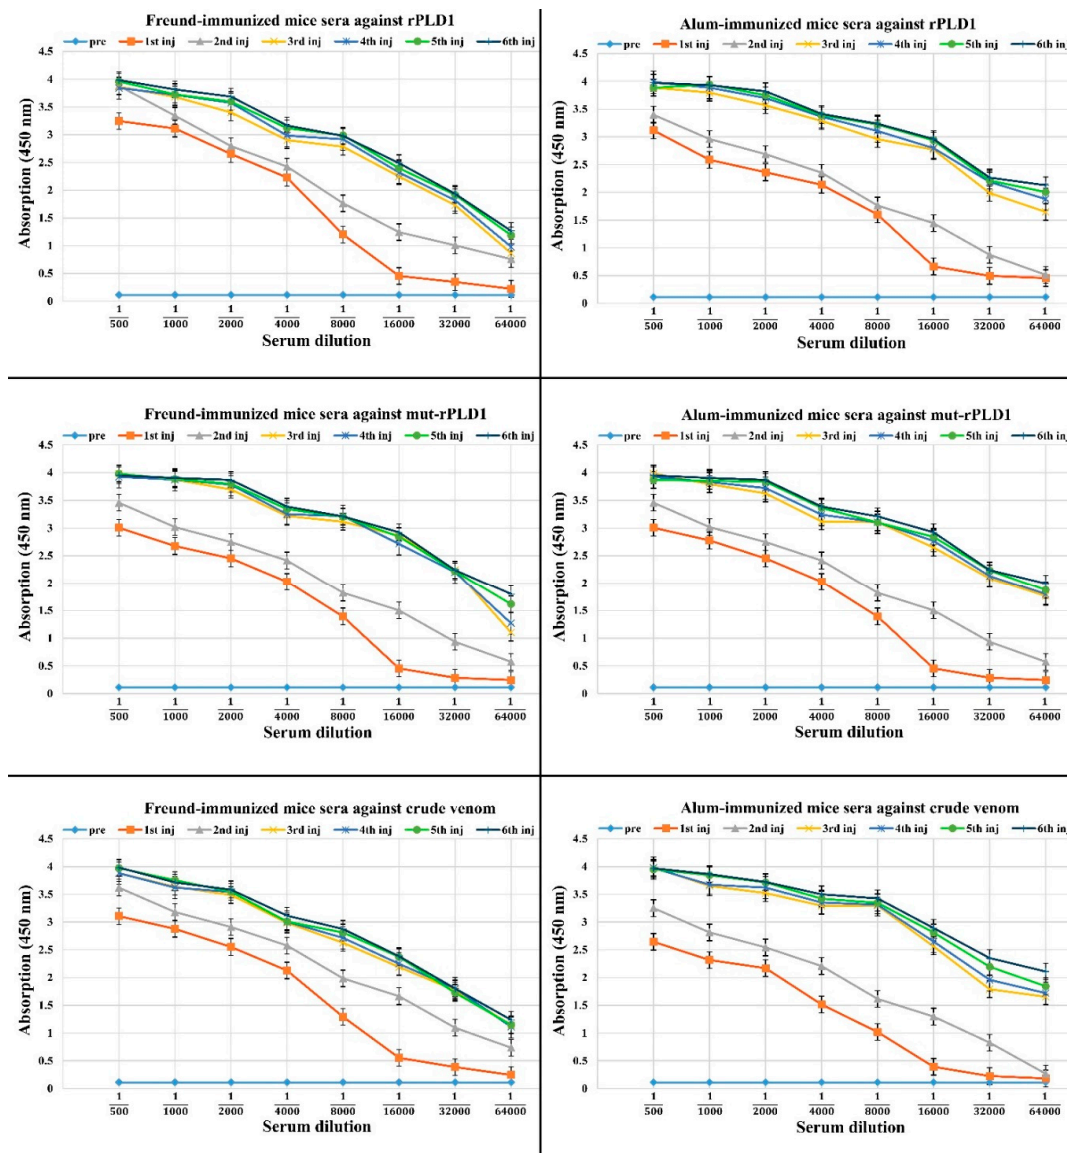 Freund-immunized mice sera against rPLD1
pre 1st inj 2nd inj 3rd inj 4th inj 5th inj 6th inj
Absorption (450 nm)
4.5
4
3.5
3
2.5
2
1.5
1
0.5
0
1 1 1 1 1 1 1 1
500 1000 2000 4000 8000 16000 32000 64000
Serum dilution
Alum-immunized mice sera against rPLD1
pre 1st inj 2nd inj 3rd inj 4th inj 5th inj 6th inj
Absorption (450 nm)
4.5
4
3.5
3
2.5
2
1.5
1
0.5
0
1 1 1 1 1 1 1 1
500 1000 2000 4000 8000 16000 32000 64000
Serum dilution
Freund-immunized mice sera against mut-rPLD1
pre 1st inj 2nd inj 3rd inj 4th inj 5th inj 6th inj
Absorption (450 nm)
4.5
4
3.5
3
2.5
2
1.5
1
0.5
0
1 1 1 1 1 1 1 1
500 1000 2000 4000 8000 16000 32000 64000
Serum dilution
Alum-immunized mice sera against mut-rPLD1
pre 1st inj 2nd inj 3rd inj 4th inj 5th inj 6th inj
Absorption (450 nm)
4.5
4
3.5
3
2.5
2
1.5
1
0.5
0
1 1 1 1 1 1 1 1
500 1000 2000 4000 8000 16000 32000 64000
Serum dilution
Freund-immunized mice sera against crude venom
pre 1st inj 2nd inj 3rd inj 4th inj 5th inj 6th inj
Absorption (450 nm)
4.5
4
3.5
3
2.5
2
1.5
1
0.5
0
1 1 1 1 1 1 1 1
500 1000 2000 4000 8000 16000 32000 64000
Serum dilution
Alum-immunized mice sera against crude venom
pre 1st inj 2nd inj 3rd inj 4th inj 5th inj 6th inj
Absorption (450 nm)
4.5
4
3.5
3
2.5
2
1.5
1
0.5
0
1 1 1 1 1 1 1 1
500 1000 2000 4000 8000 16000 32000 64000
Serum dilution